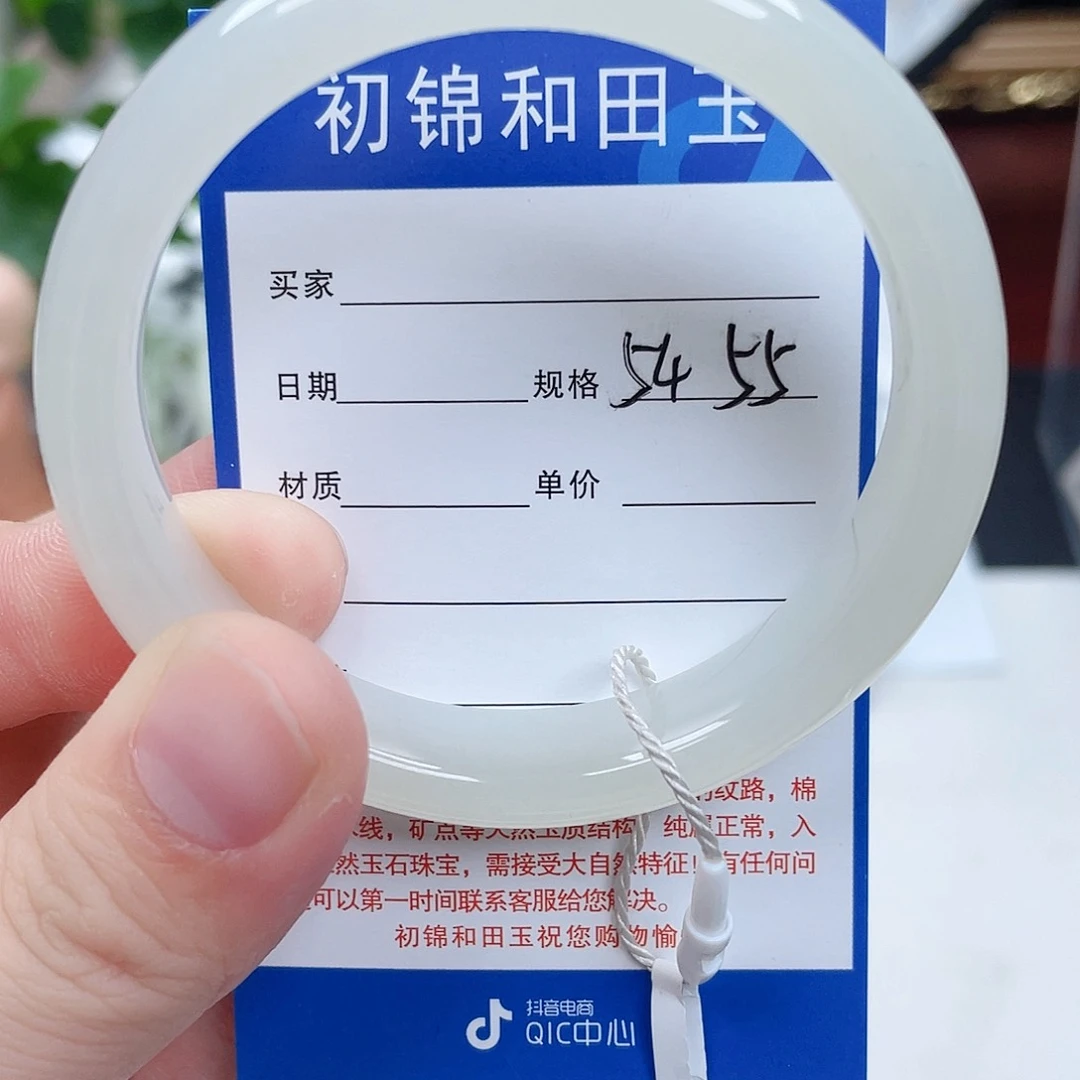 初锦和田玉
买家
日期 规格 54 55
材质 单价
纹路，棉
线，矿点等天然玉质结构 纯属正常，入
然玉石珠宝，需接受大自然特征！有任何问
可以第一时间联系客服给您解决。
初锦和田玉祝您购物愉
抖音电商
QIC中心